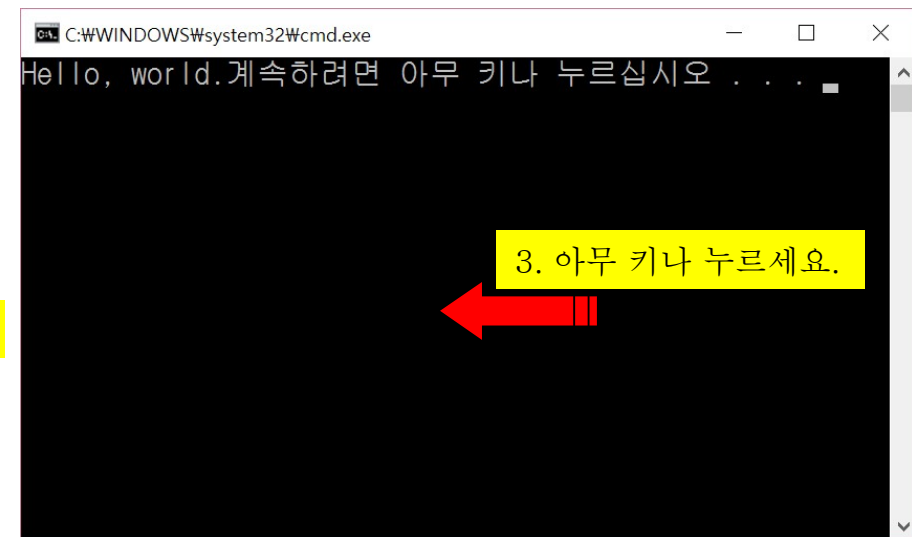 C:₩WINDOWS₩system32₩cmd.exe
Hello, world.계속하려면 아무 키나 누르십시오 . . .
3. 아무 키나 누르세요.